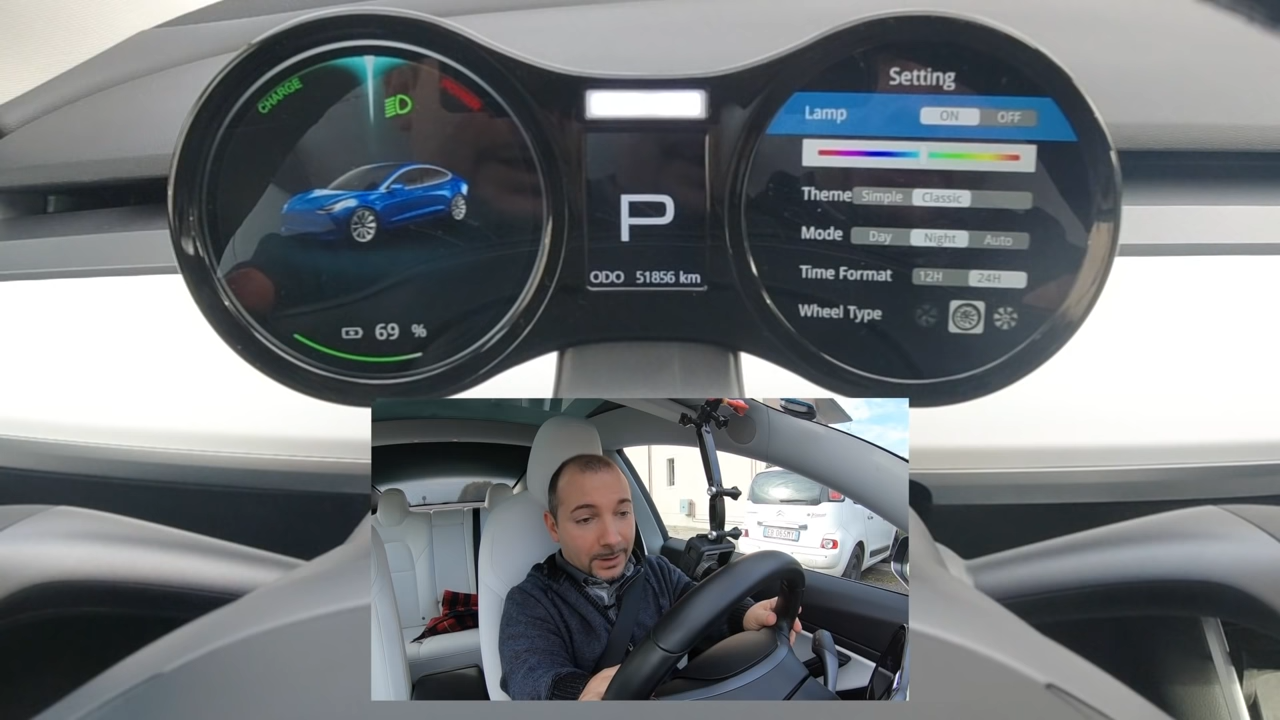 CHARGE
69 %
P
ODO 51856 km
Setting
Lamp ON OFF
Theme Simple Classic
Mode Day Night Auto
Time Format 12H 24H
Wheel Type